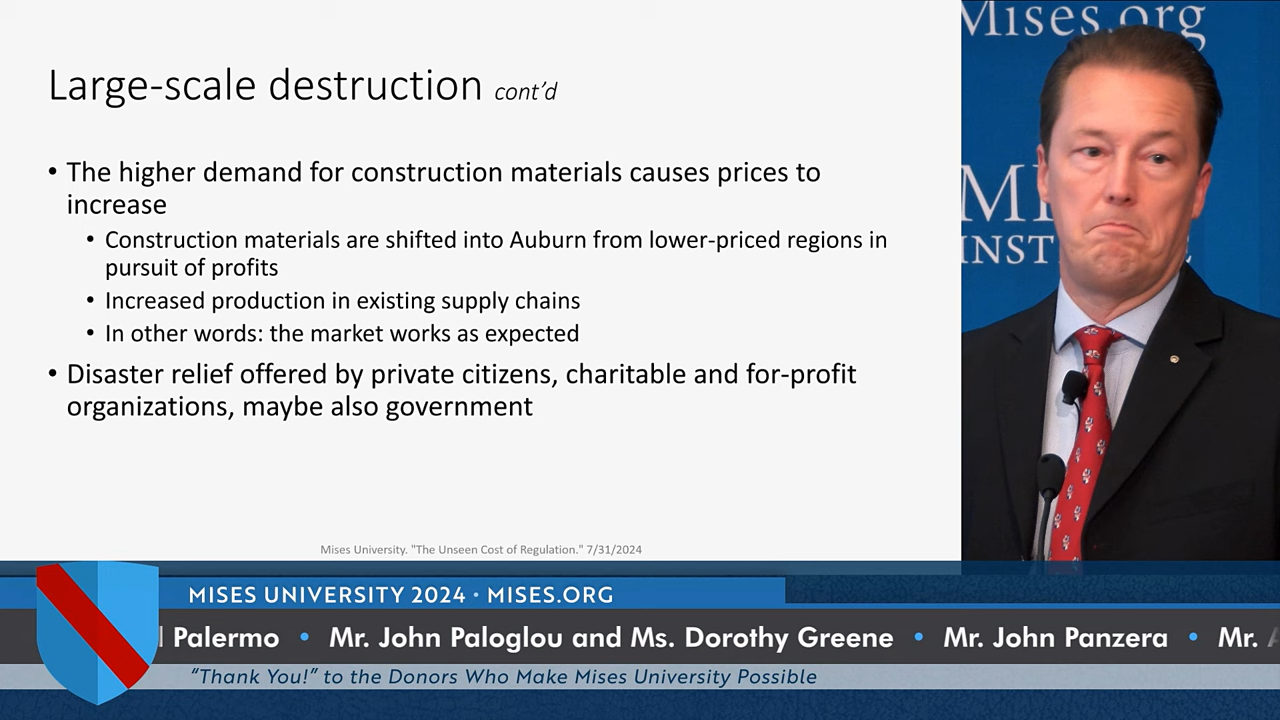 Large-scale destruction cont’d
• The higher demand for construction materials causes prices to
increase
• Construction materials are shifted into Auburn from lower-priced regions in
pursuit of profits
• Increased production in existing supply chains
• In other words: the market works as expected
• Disaster relief offered by private citizens, charitable and for-profit
organizations, maybe also government
Mises University. "The Unseen Cost of Regulation." 7/31/2024
Mises.org
MI
INSTI E
MISES UNIVERSITY 2024 • MISES.ORG
l Palermo • Mr. John Paloglou and Ms. Dorothy Greene • Mr. John Panzera • Mr. A
“Thank You!” to the Donors Who Make Mises University Possible